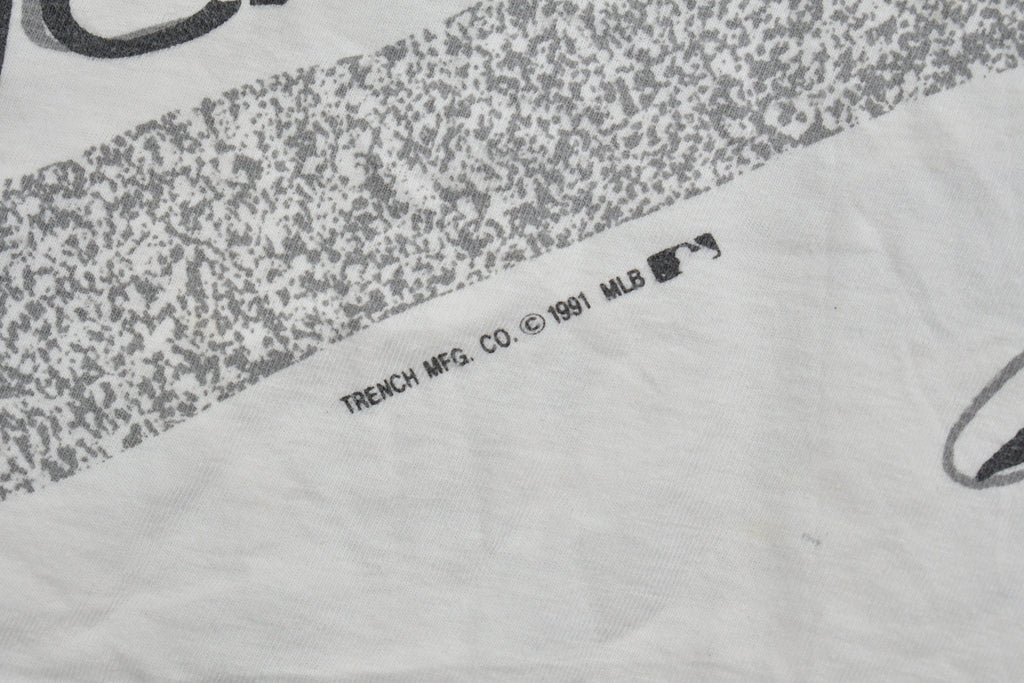 TRENCH MFG. CO. © 1991 MLB